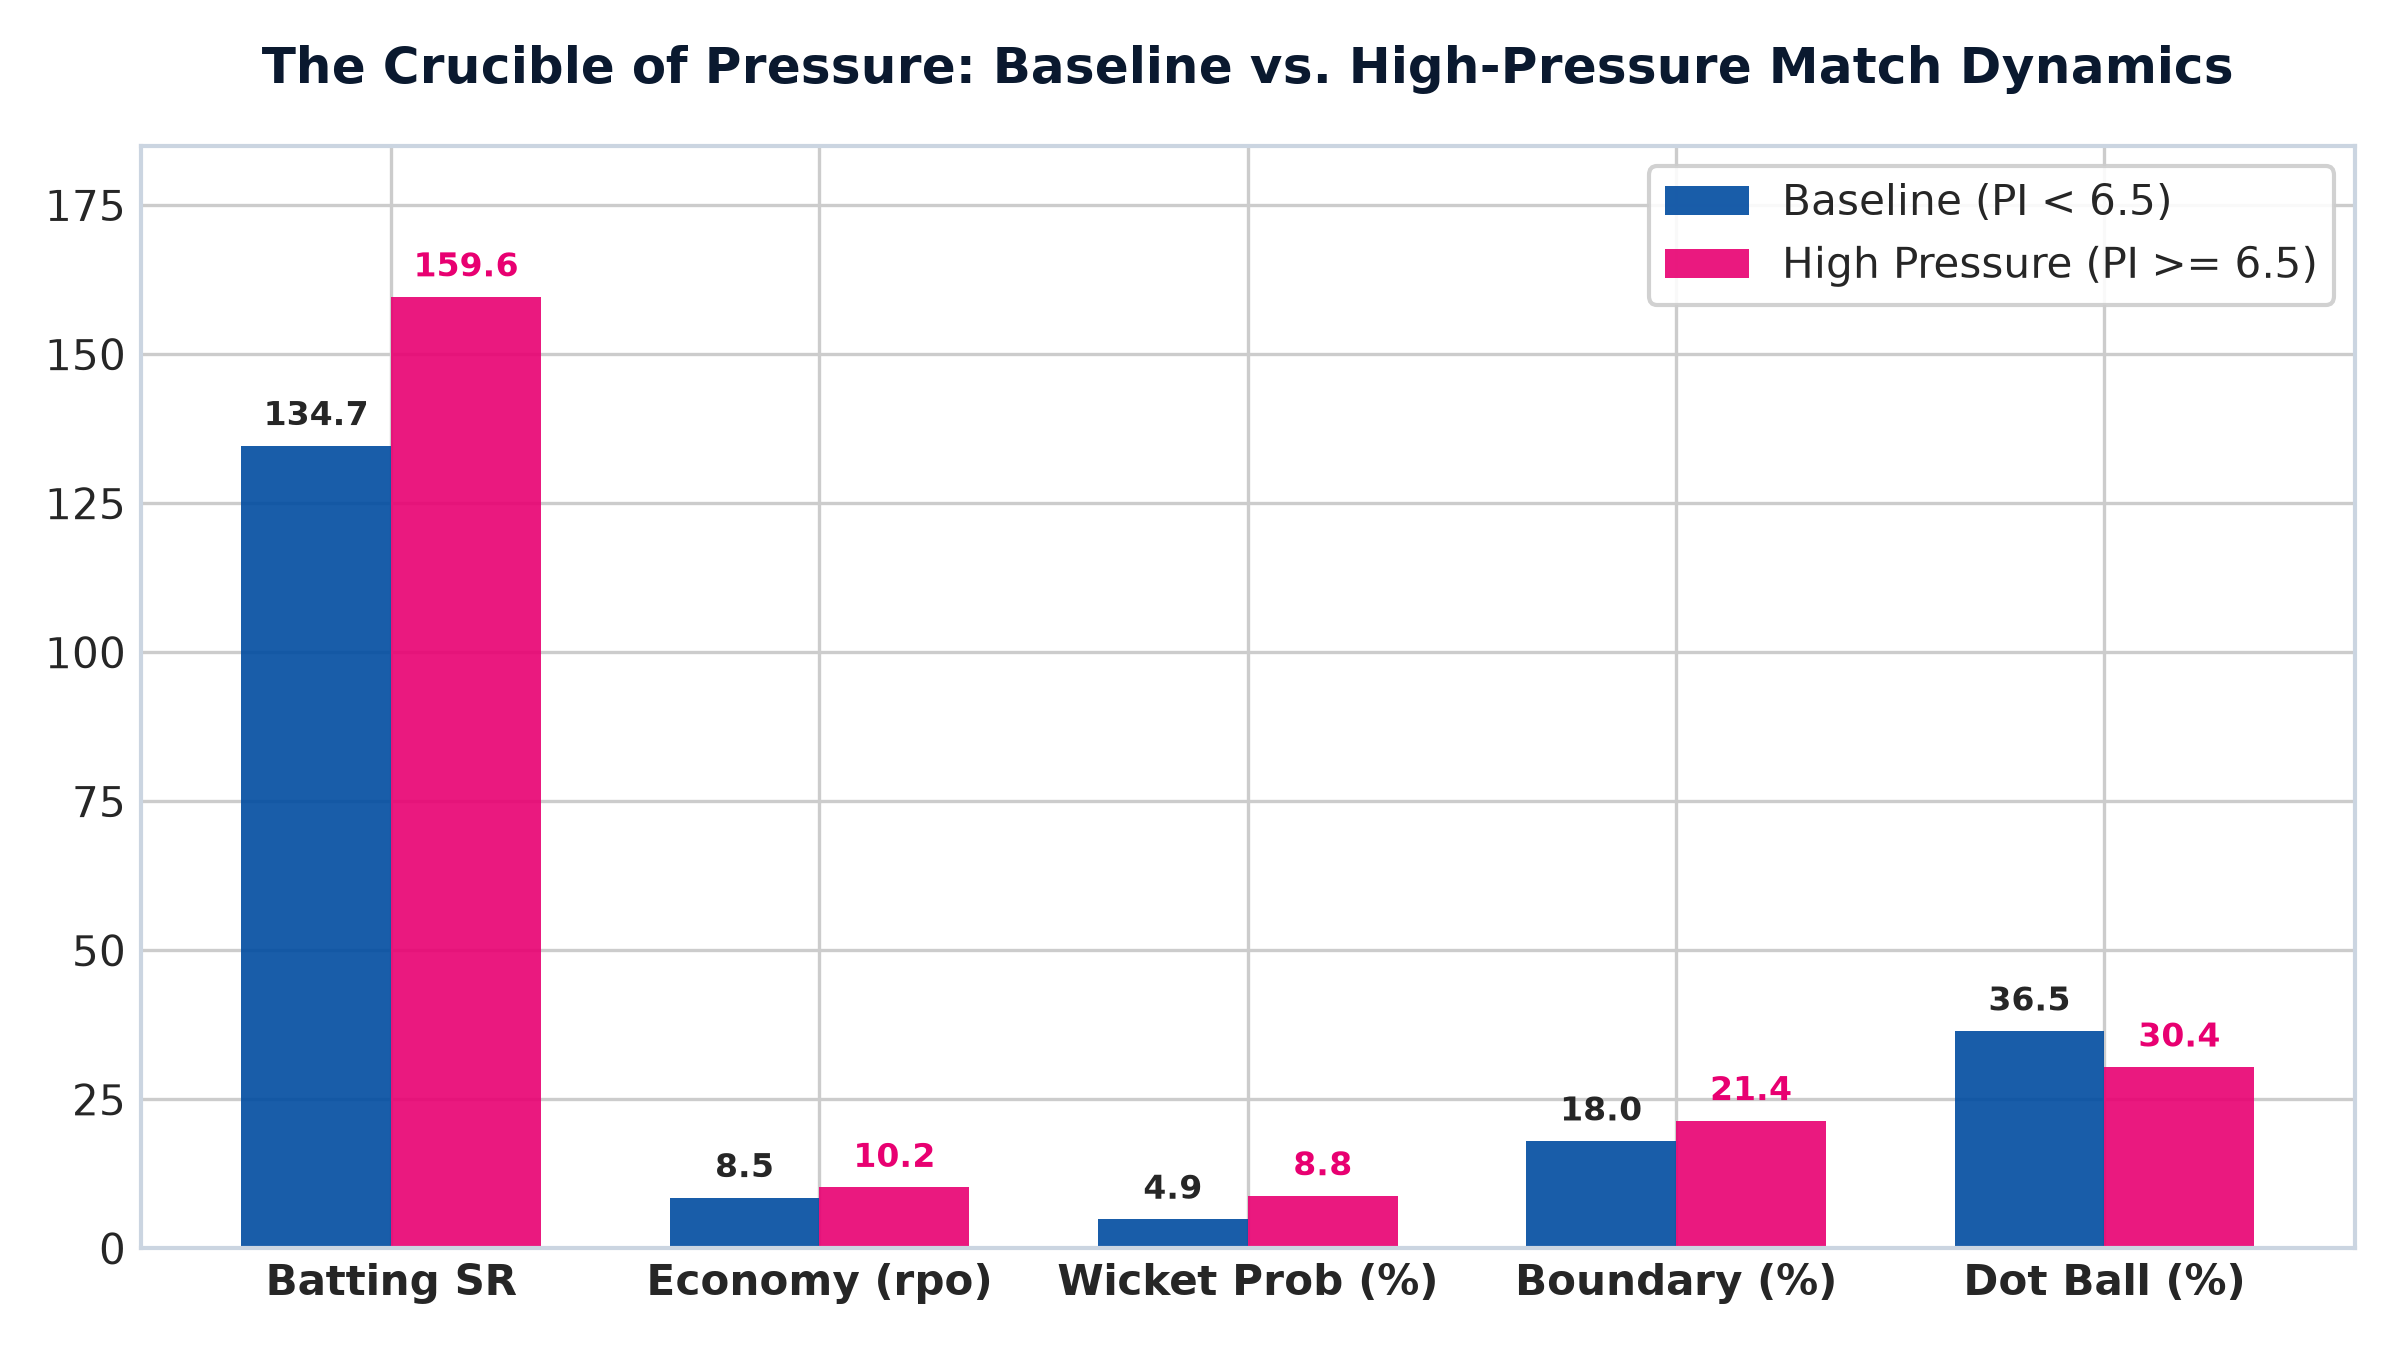 The Crucible of Pressure: Baseline vs. High-Pressure Match Dynamics
Baseline (PI < 6.5)
High Pressure (PI >= 6.5)
175
150
125
100
75
50
25
0
134.7
159.6
8.5
10.2
4.9
8.8
18.0
21.4
36.5
30.4
Batting SR
Economy (rpo)
Wicket Prob (%)
Boundary (%)
Dot Ball (%)